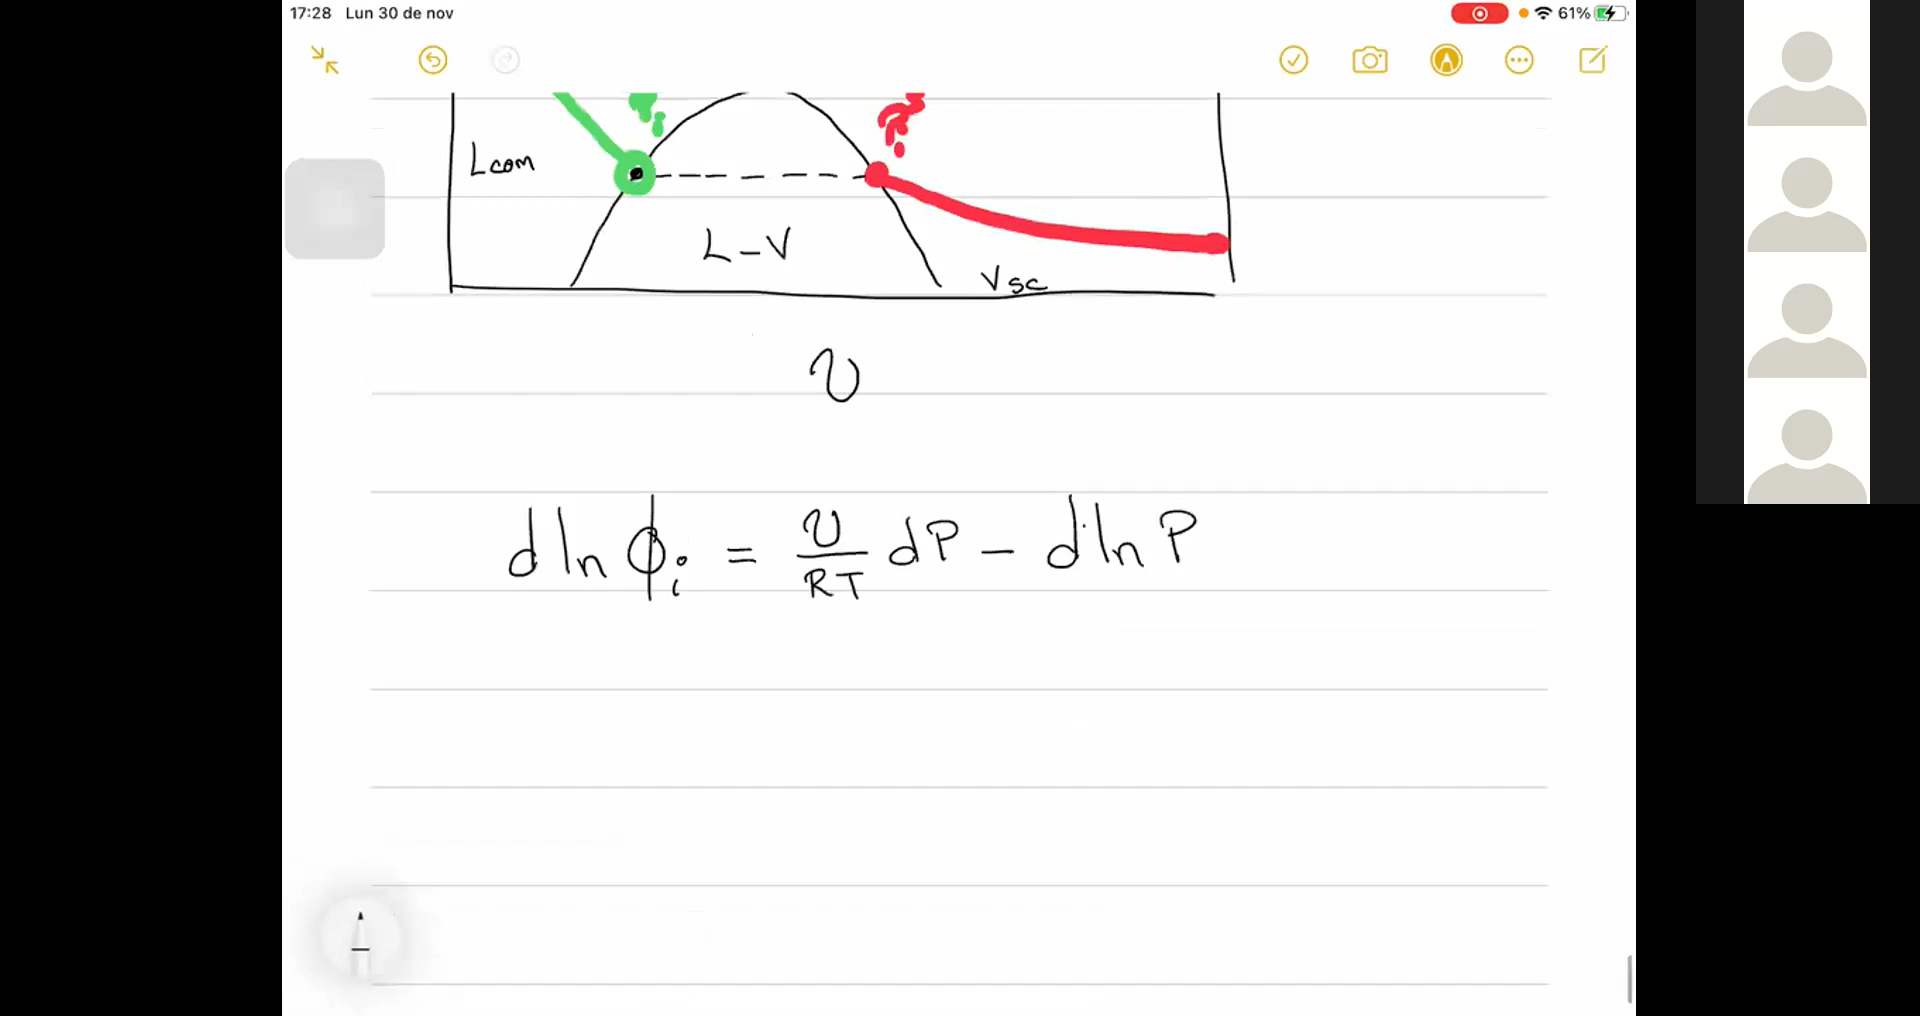 17:28 Lun 30 de nov 61%
Lcom
L-V
Vsc
v
d ln ϕi = v/RT dP - d ln P